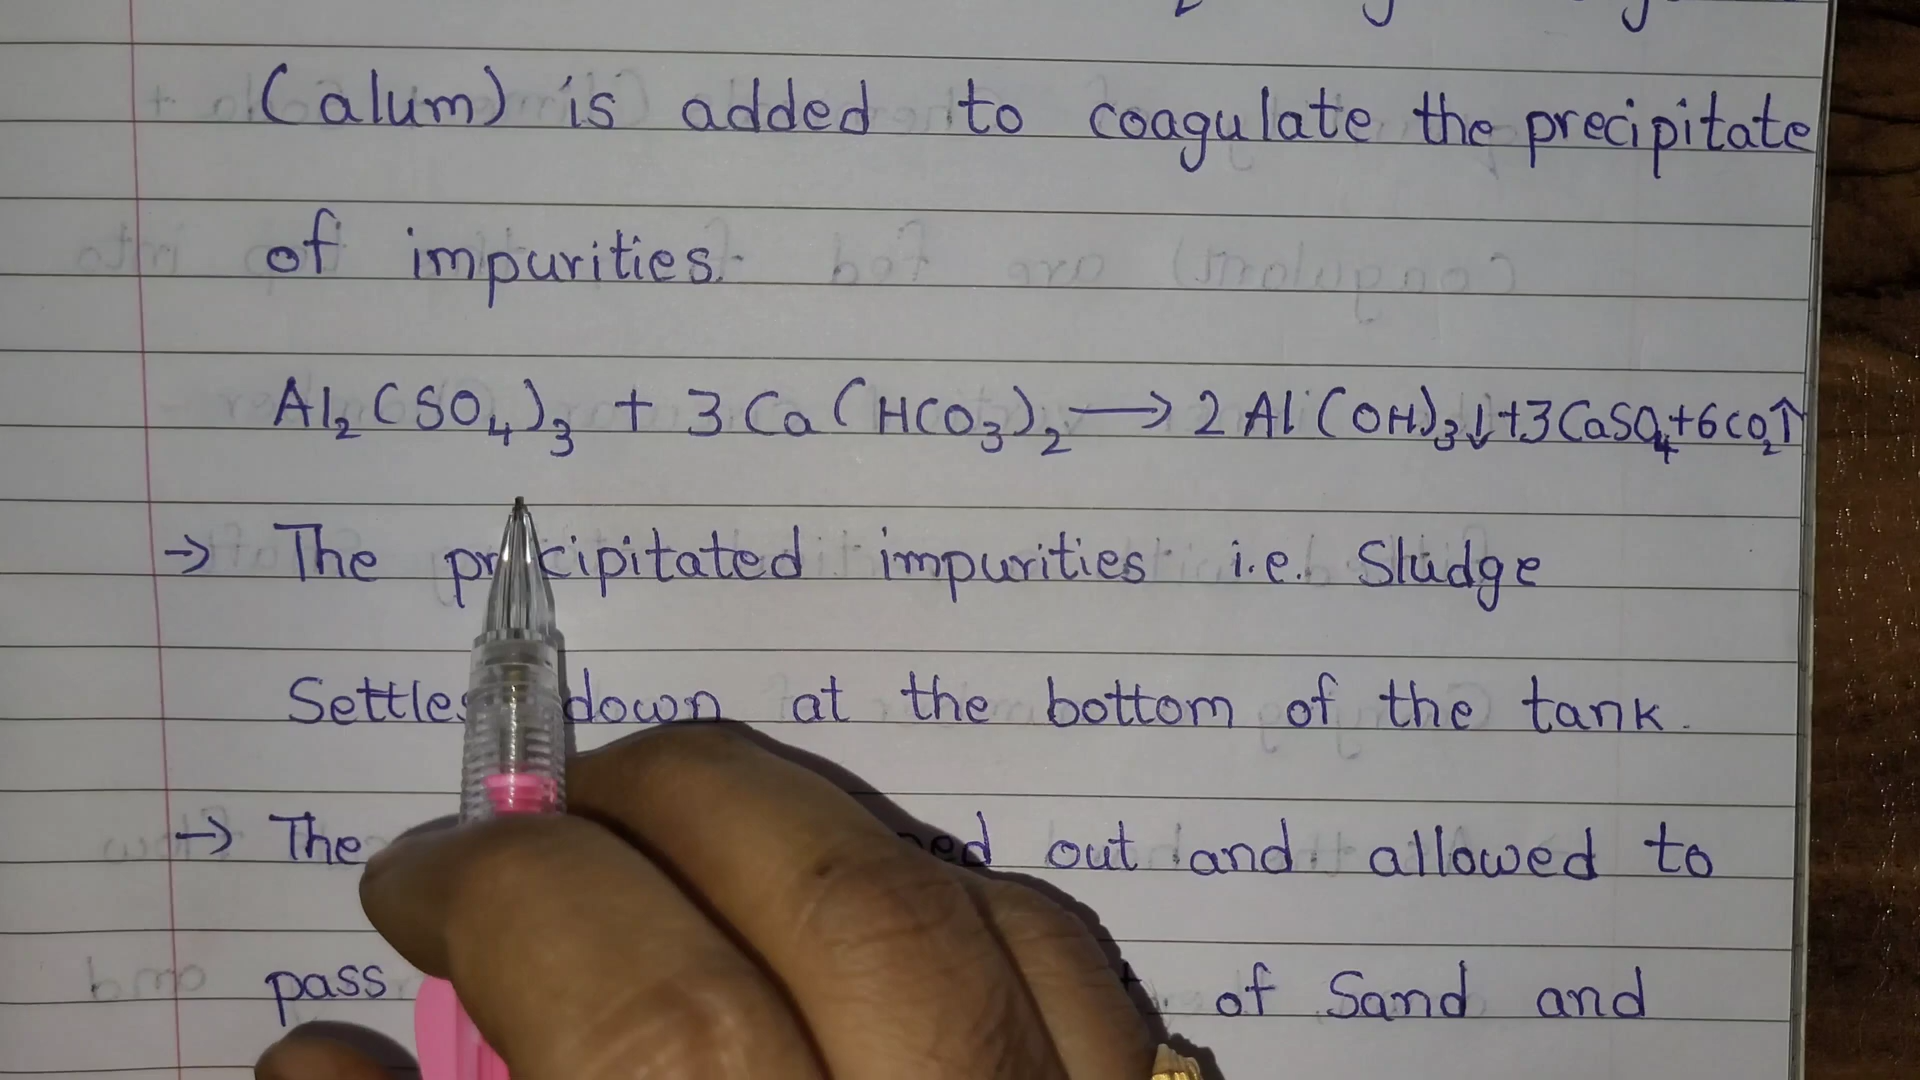 (alum) is added to coagulate the precipitate
of impurities.
Al₂(SO₄)₃ + 3Ca(HCO₃)₂ → 2Al(OH)₃↓+3CaSO₄+6CO₂↑
→ The precipitated impurities i.e. Sludge
Settles down at the bottom of the tank.
→ The out and allowed to
pass of Sand and